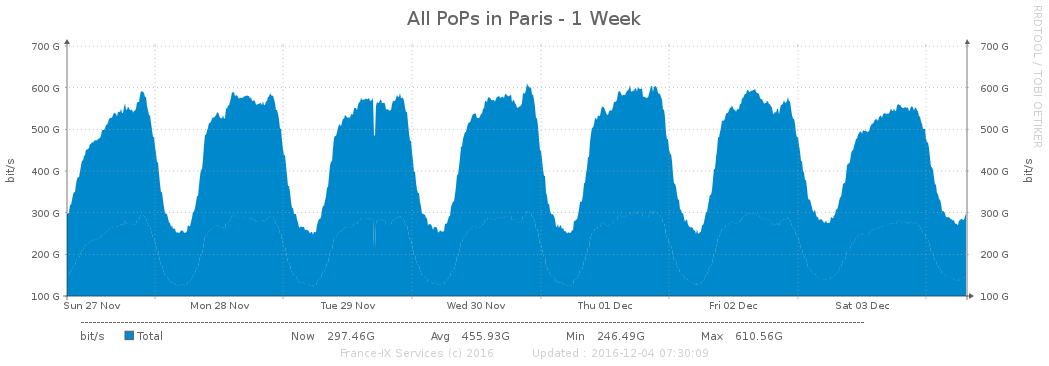 All PoPs in Paris - 1 Week
RRDTOOL / TOBI OETIKER
700 G 700 G
600 G 600 G
500 G 500 G
400 G 400 G
300 G 300 G
200 G 200 G
100 G 100 G
bit/s bit/s
Sun 27 Nov Mon 28 Nov Tue 29 Nov Wed 30 Nov Thu 01 Dec Fri 02 Dec Sat 03 Dec
bit/s Total Now 297.46G Avg 455.93G Min 246.49G Max 610.56G
France-IX Services (c) 2016 Updated : 2016-12-04 07:30:09